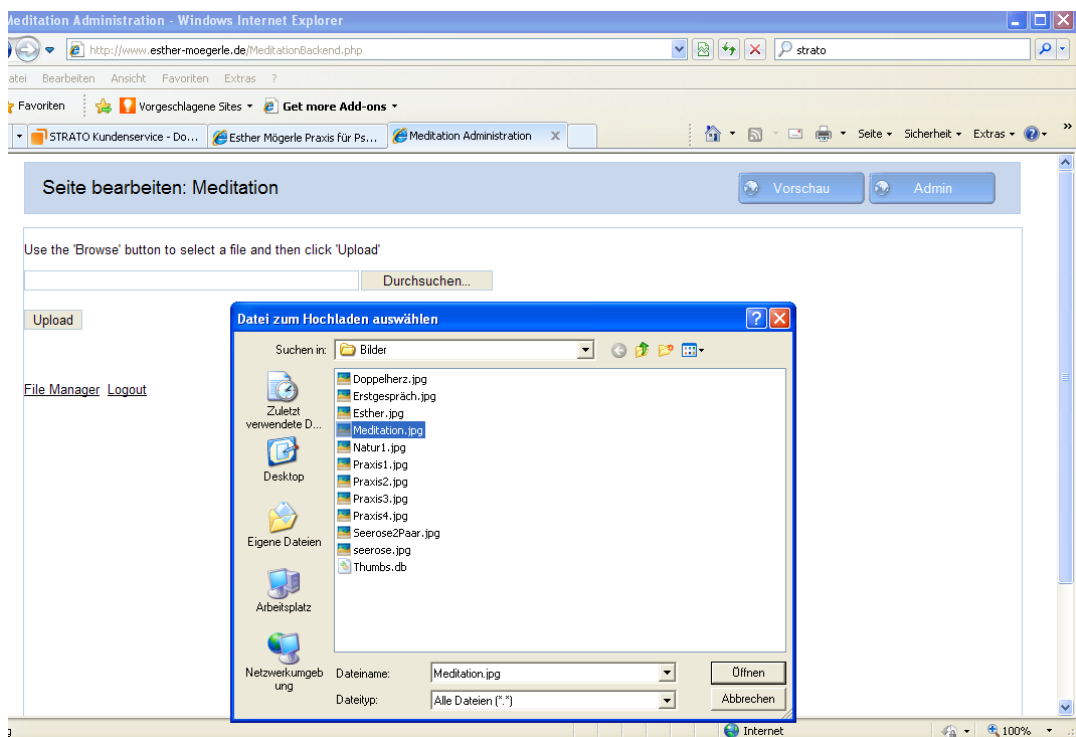 Meditation Administration - Windows Internet Explorer
http://www.esther-moegerle.de/MeditationBackend.php
strato
atei Bearbeiten Ansicht Favoriten Extras ?
Favoriten Vorgeschlagene Sites Get more Add-ons
STRATO Kundenservice - Do... Esther Mögerle Praxis für Ps... Meditation Administration X Seite Sicherheit Extras »
Seite bearbeiten: Meditation
Vorschau
Admin
Use the 'Browse' button to select a file and then click 'Upload'
Durchsuchen...
Upload
File Manager Logout
Datei zum Hochladen auswählen
Suchen in: Bilder
Zuletzt
verwendete D...
Desktop
Eigene Dateien
Arbeitsplatz
Netzwerkumgeb
ung
Doppelherz.jpg
Erstgespräch.jpg
Esther.jpg
Meditation.jpg
Natur1.jpg
Praxis1.jpg
Praxis2.jpg
Praxis3.jpg
Praxis4.jpg
Seerose2Paar.jpg
seerose.jpg
Thumbs.db
Dateiname: Meditation.jpg Öffnen
Dateityp: Alle Dateien (*.*) Abbrechen
Internet 100%